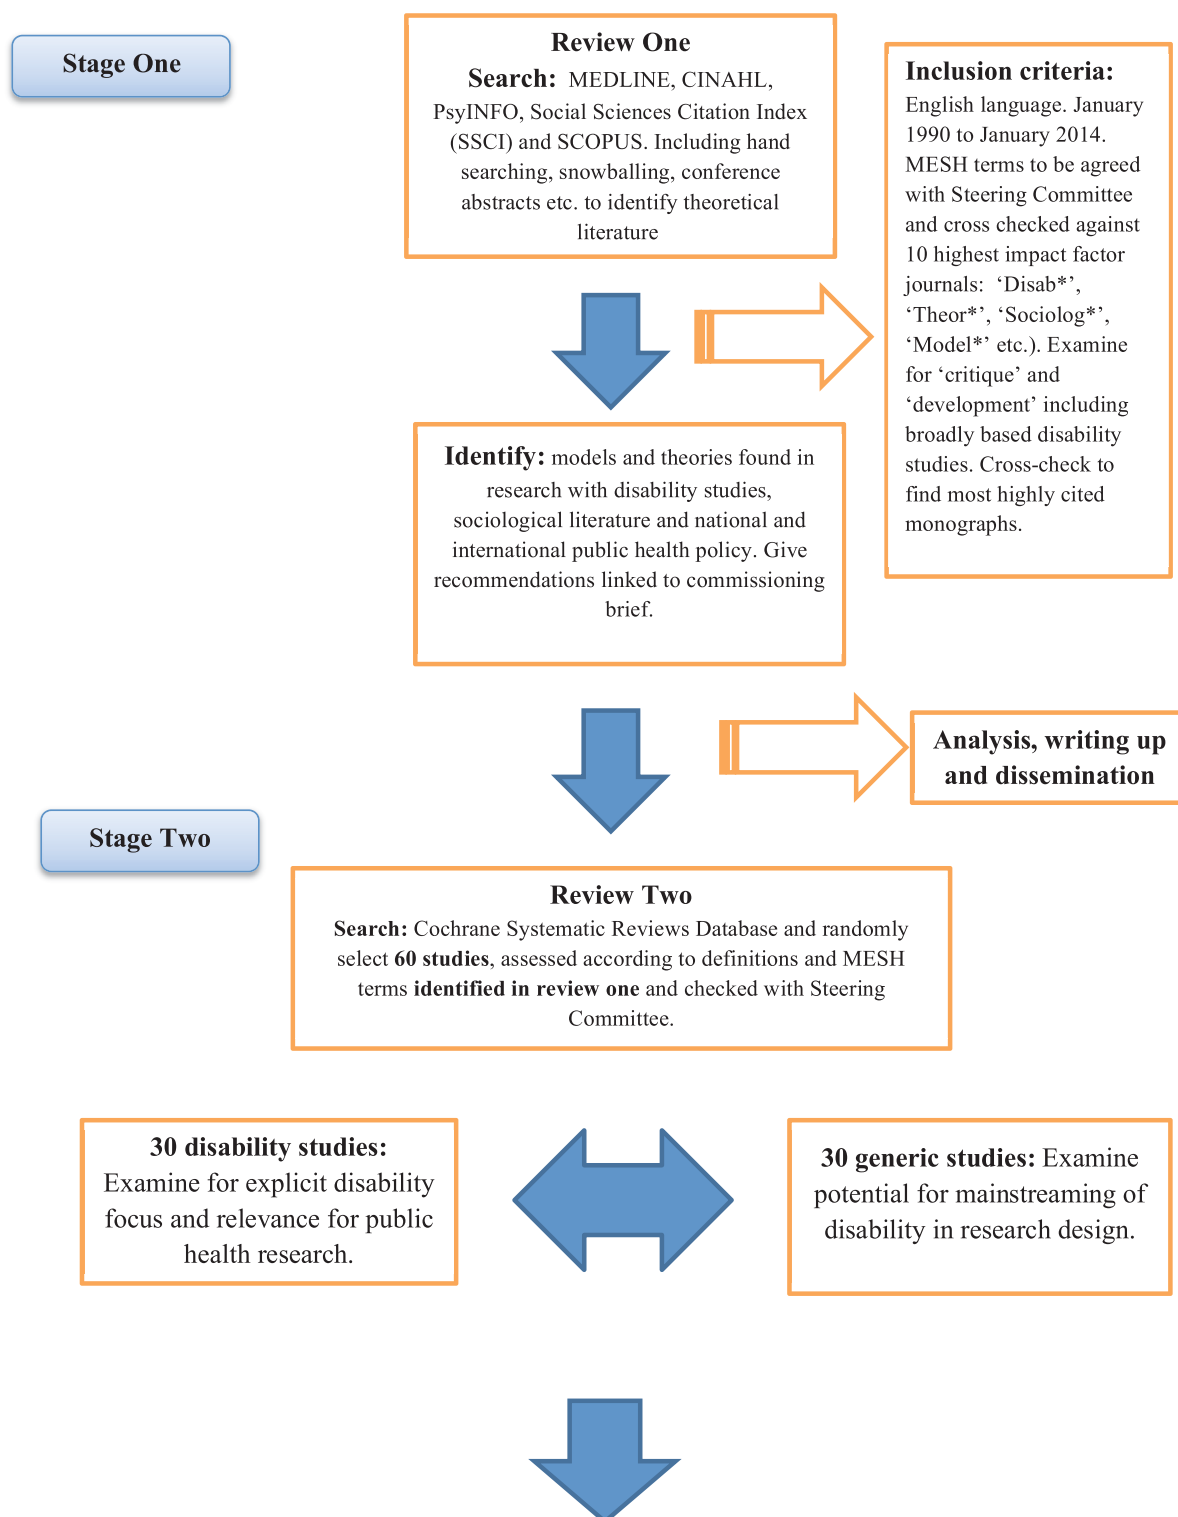 Stage One
Review One
Search: MEDLINE, CINAHL,
PsyINFO, Social Sciences Citation Index
(SSCI) and SCOPUS. Including hand
searching, snowballing, conference
abstracts etc. to identify theoretical
literature
Inclusion criteria:
English language. January
1990 to January 2014.
MESH terms to be agreed
with Steering Committee
and cross checked against
10 highest impact factor
journals: ‘Disab*’,
‘Theor*’, ‘Sociolog*’,
‘Model*’ etc.). Examine
for ‘critique’ and
‘development’ including
broadly based disability
studies. Cross-check to
find most highly cited
monographs.
Identify: models and theories found in
research with disability studies,
sociological literature and national and
international public health policy. Give
recommendations linked to commissioning
brief.
Analysis, writing up
and dissemination
Stage Two
Review Two
Search: Cochrane Systematic Reviews Database and randomly
select 60 studies, assessed according to definitions and MESH
terms identified in review one and checked with Steering
Committee.
30 disability studies:
Examine for explicit disability
focus and relevance for public
health research.
30 generic studies: Examine
potential for mainstreaming of
disability in research design.